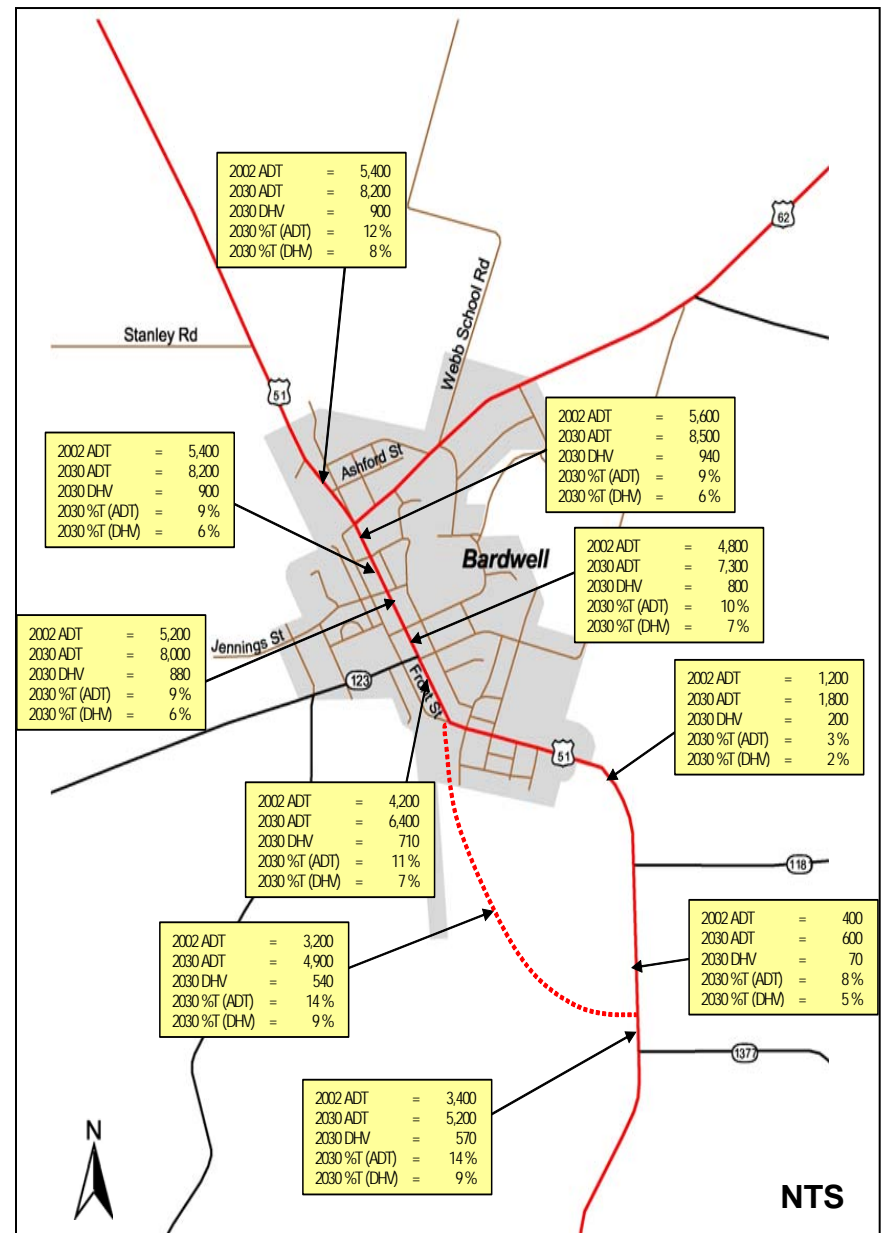 2002 ADT = 5,400
2030 ADT = 8,200
2030 DHV = 900
2030 %T (ADT) = 12 %
2030 %T (DHV) = 8 %
62
Webb School Rd
Stanley Rd
51
2002 ADT = 5,600
2030 ADT = 8,500
2030 DHV = 940
2030 %T (ADT) = 9 %
2030 %T (DHV) = 6 %
2002 ADT = 5,400
2030 ADT = 8,200
2030 DHV = 900
2030 %T (ADT) = 9 %
2030 %T (DHV) = 6 %
Ashford St
Bardwell
2002 ADT = 4,800
2030 ADT = 7,300
2030 DHV = 800
2030 %T (ADT) = 10 %
2030 %T (DHV) = 7 %
2002 ADT = 5,200
2030 ADT = 8,000
2030 DHV = 880
2030 %T (ADT) = 9 %
2030 %T (DHV) = 6 %
Jennings St
123
Front St
2002 ADT = 1,200
2030 ADT = 1,800
2030 DHV = 200
2030 %T (ADT) = 3 %
2030 %T (DHV) = 2 %
51
2002 ADT = 4,200
2030 ADT = 6,400
2030 DHV = 710
2030 %T (ADT) = 11 %
2030 %T (DHV) = 7 %
118
2002 ADT = 400
2030 ADT = 600
2030 DHV = 70
2030 %T (ADT) = 8 %
2030 %T (DHV) = 5 %
2002 ADT = 3,200
2030 ADT = 4,900
2030 DHV = 540
2030 %T (ADT) = 14 %
2030 %T (DHV) = 9 %
1377
2002 ADT = 3,400
2030 ADT = 5,200
2030 DHV = 570
2030 %T (ADT) = 14 %
2030 %T (DHV) = 9 %
N
NTS